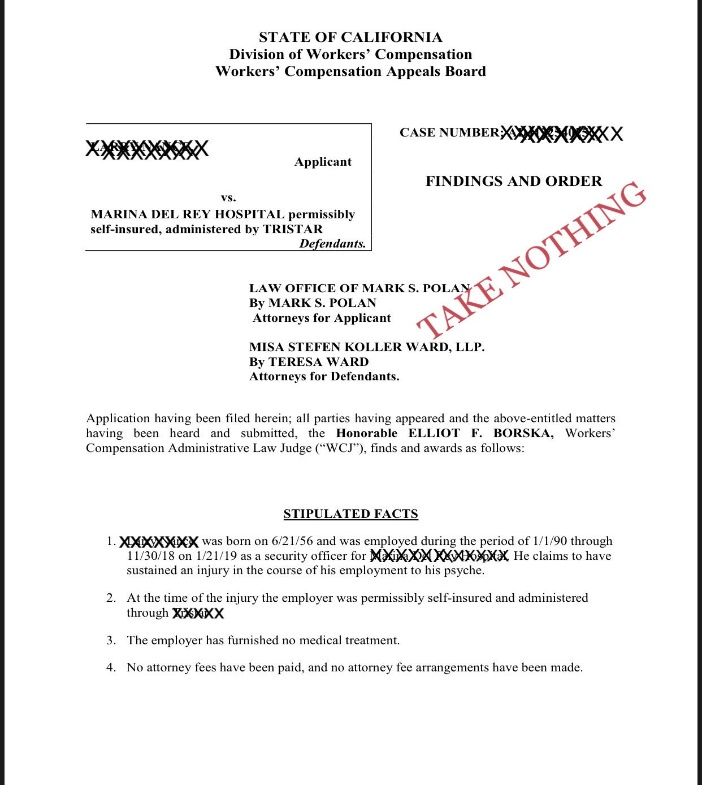 STATE OF CALIFORNIA
Division of Workers' Compensation
Workers' Compensation Appeals Board
CASE NUMBER:
Applicant
FINDINGS AND ORDER
vs.
MARINA DEL REY HOSPITAL permissibly
self-insured, administered by TRISTAR
Defendants.
TAKE NOTHING
LAW OFFICE OF MARK S. POLAN
By MARK S. POLAN
Attorneys for Applicant
MISA STEFEN KOLLER WARD, LLP.
By TERESA WARD
Attorneys for Defendants.
Application having been filed herein; all parties having appeared and the above-entitled matters
having been heard and submitted, the Honorable ELLIOT F. BORSKA, Workers'
Compensation Administrative Law Judge ("WCJ"), finds and awards as follows:
STIPULATED FACTS
1. was born on 6/21/56 and was employed during the period of 1/1/90 through
11/30/18 on 1/21/19 as a security officer for He claims to have
sustained an injury in the course of his employment to his psyche.
2. At the time of the injury the employer was permissibly self-insured and administered
through
3. The employer has furnished no medical treatment.
4. No attorney fees have been paid, and no attorney fee arrangements have been made.